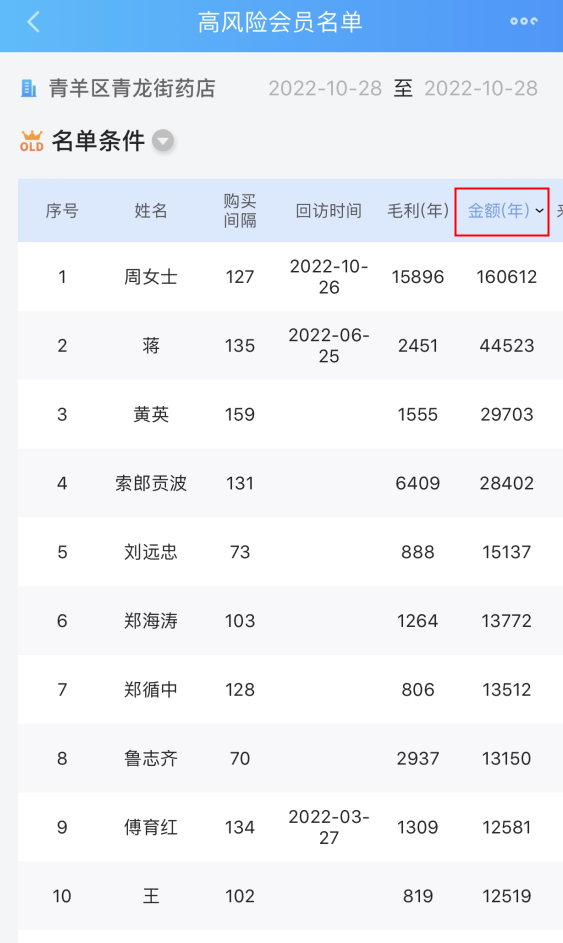 高风险会员名单
青羊区青龙街药店 2022-10-28 至 2022-10-28
OLD 名单条件
序号 姓名 购买间隔 回访时间 毛利(年) 金额(年)
1 周女士 127 2022-10-26 15896 160612
2 蒋 135 2022-06-25 2451 44523
3 黄英 159 1555 29703
4 索郎贡波 131 6409 28402
5 刘远忠 73 888 15137
6 郑海涛 103 1264 13772
7 郑循中 128 806 13512
8 鲁志齐 70 2937 13150
9 傅育红 134 2022-03-27 1309 12581
10 王 102 819 12519